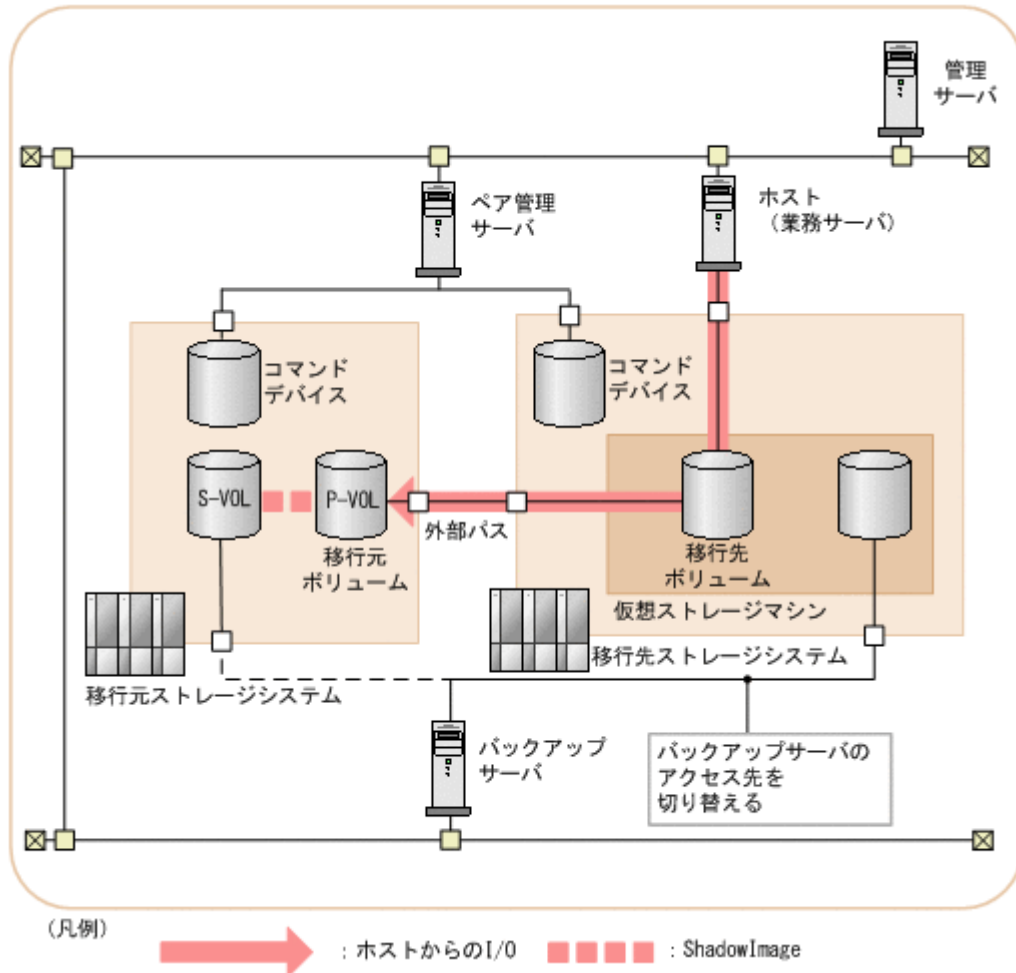 管理
サーバ
ペア管理
サーバ
ホスト
(業務サーバ)
コマンド
デバイス
コマンド
デバイス
S-VOL
P-VOL
外部パス
移行元
ボリューム
移行先
ボリューム
仮想ストレージマシン
移行元ストレージシステム
移行先ストレージシステム
バックアップ
サーバ
バックアップサーバの
アクセス先を
切り替える
(凡例)
:ホストからのI/O
:ShadowImage